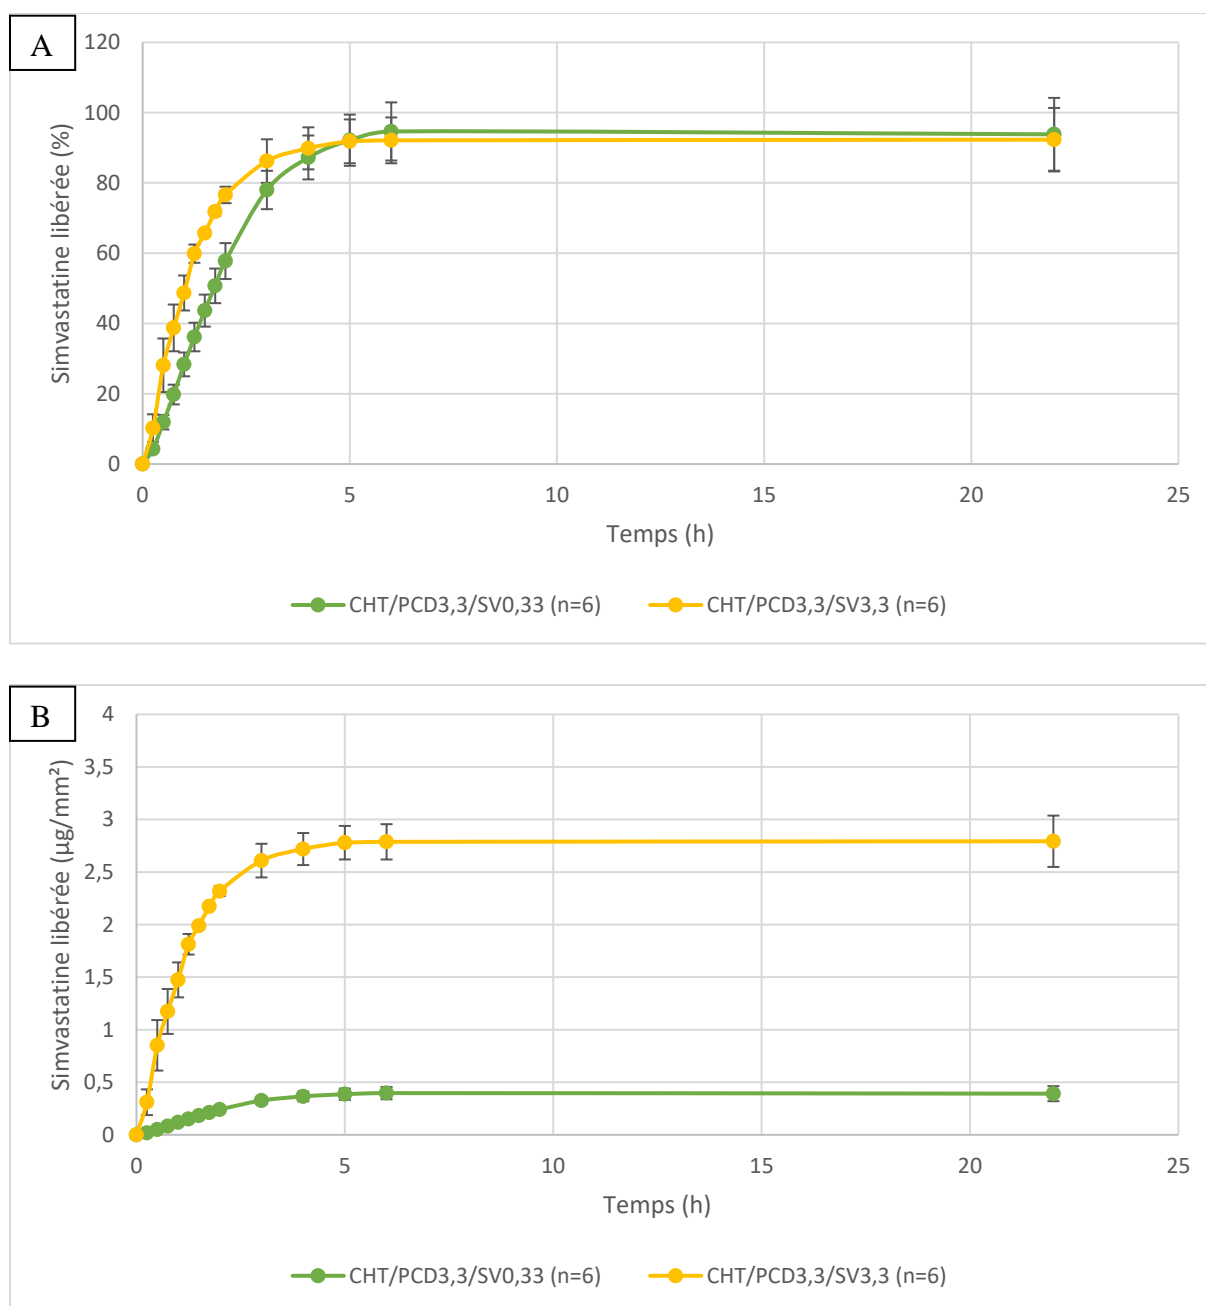 A
120
100
80
60
40
20
0
Simvastatine libérée (%)
0 5 10 15 20 25
Temps (h)
CHT/PCD3,3/SV0,33 (n=6) CHT/PCD3,3/SV3,3 (n=6)
B
4
3,5
3
2,5
2
1,5
1
0,5
0
Simvastatine libérée (µg/mm²)
0 5 10 15 20 25
Temps (h)
CHT/PCD3,3/SV0,33 (n=6) CHT/PCD3,3/SV3,3 (n=6)